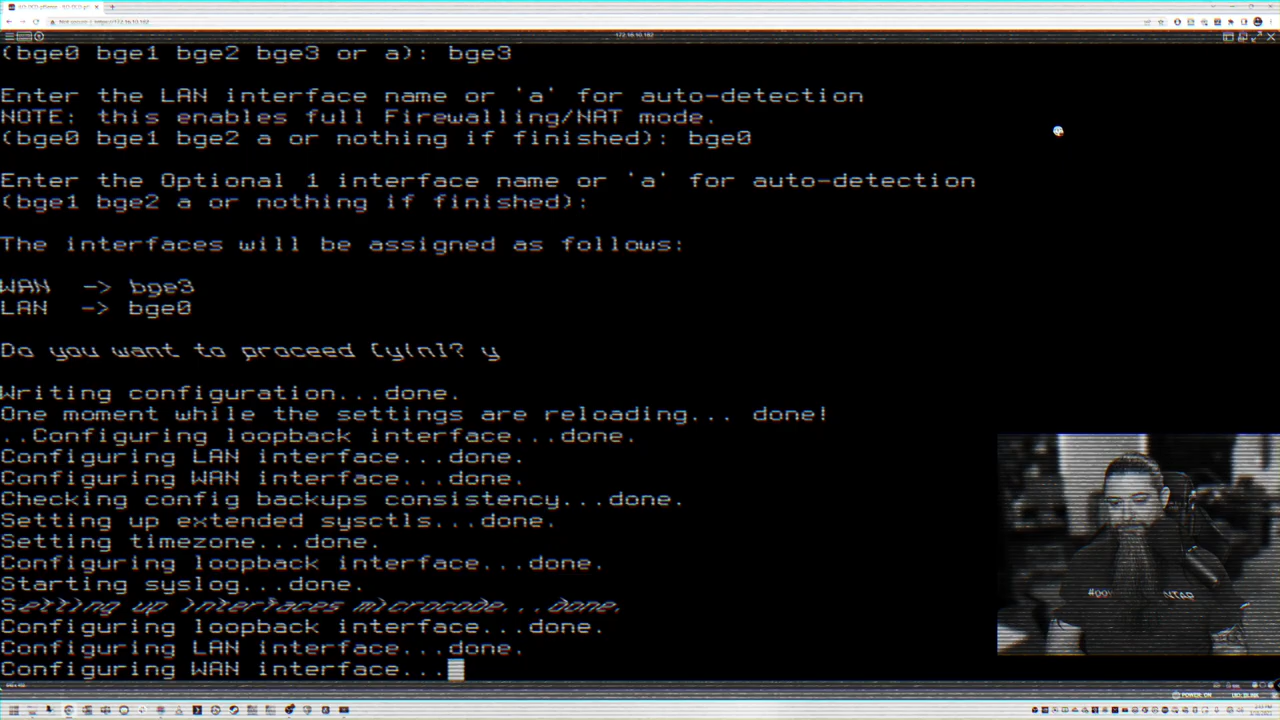 172.16.10.182
(bge0 bge1 bge2 bge3 or a): bge3
Enter the LAN interface name or 'a' for auto-detection
NOTE: this enables full Firewalling/NAT mode.
(bge0 bge1 bge2 a or nothing if finished): bge0
Enter the Optional 1 interface name or 'a' for auto-detection
(bge1 bge2 a or nothing if finished):
The interfaces will be assigned as follows:
WAN -> bge3
LAN -> bge0
Do you want to proceed [y|n]? y
Writing configuration...done.
One moment while the settings are reloading... done!
..Configuring loopback interface...done.
Configuring LAN interface...done.
Configuring WAN interface...done.
Checking config backups consistency...done.
Setting up extended sysctls...done.
Setting timezone...done.
Configuring loopback interface...done.
Starting syslog...done.
Setting up interfaces microcode...done.
Configuring loopback interface...done.
Configuring LAN interface...done.
Configuring WAN interface...
POWER: ON